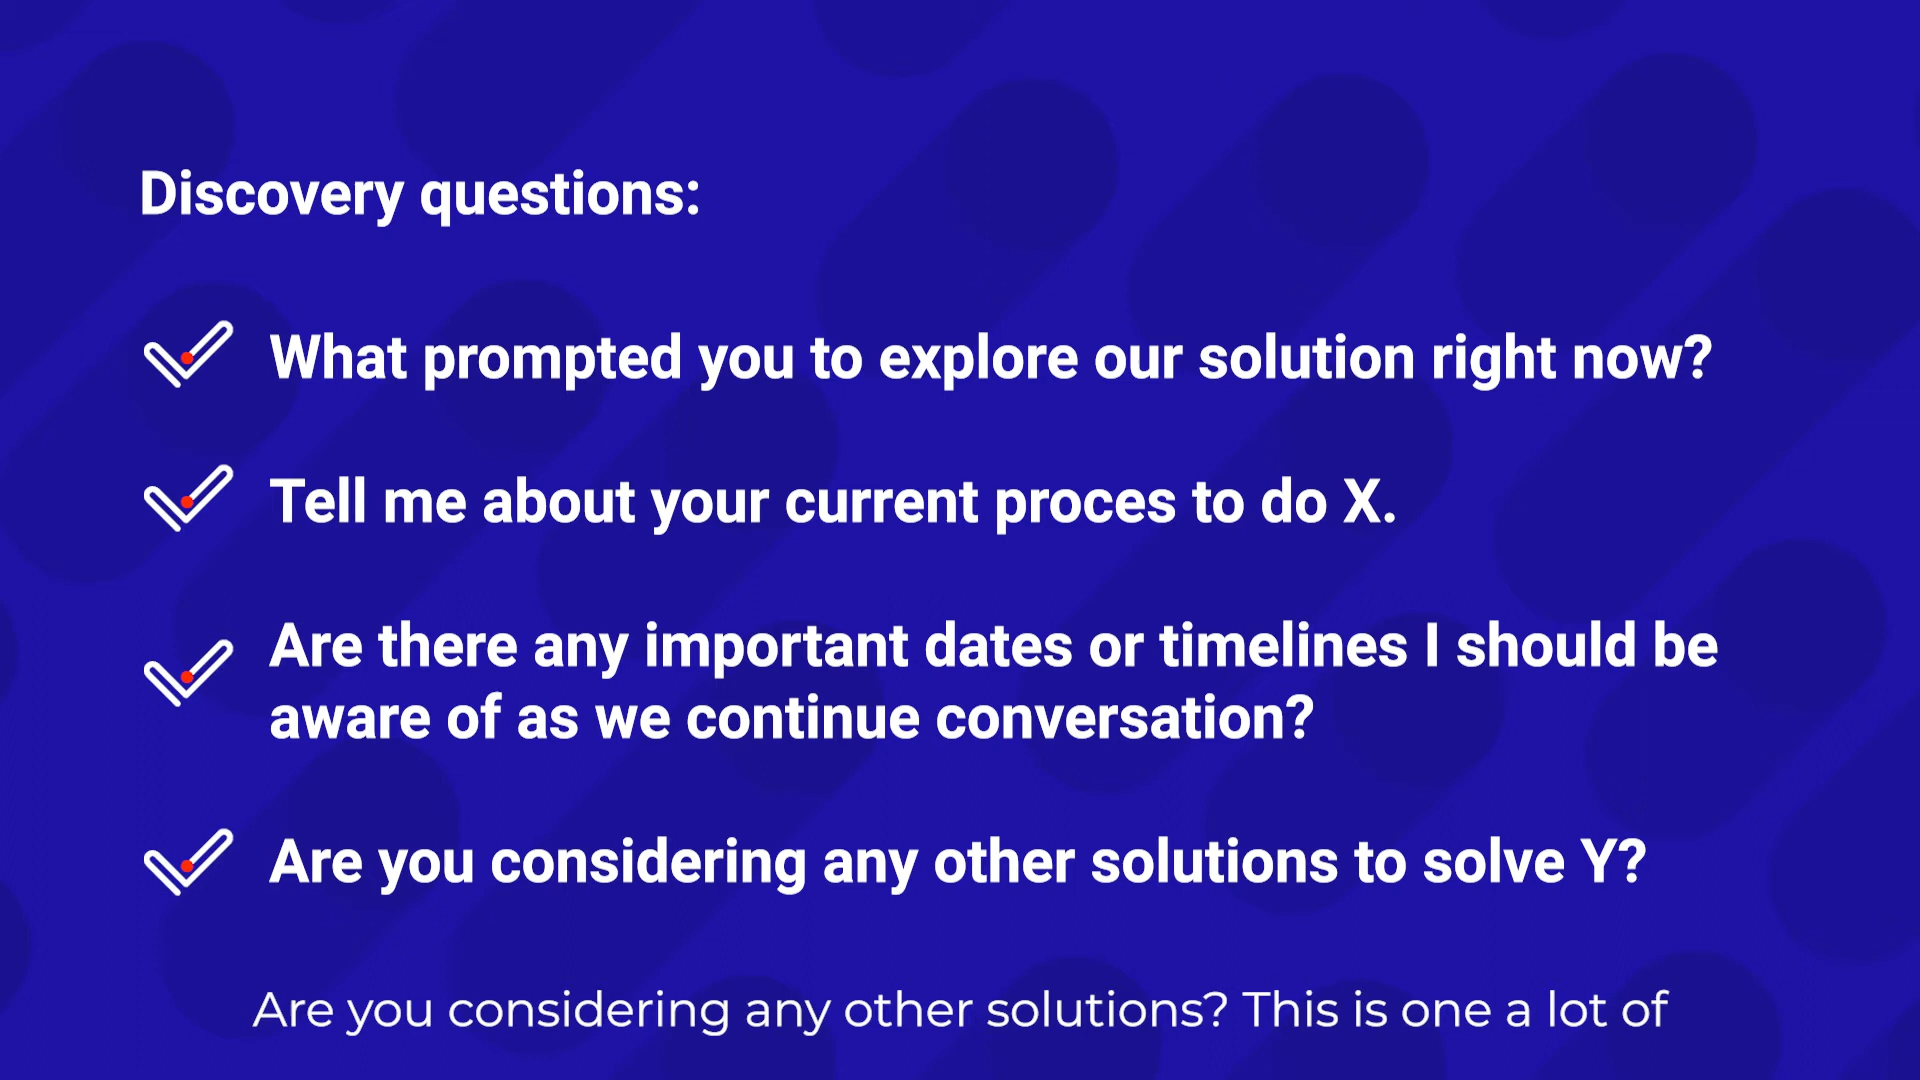 Discovery questions:
What prompted you to explore our solution right now?
Tell me about your current proces to do X.
Are there any important dates or timelines I should be
aware of as we continue conversation?
Are you considering any other solutions to solve Y?
Are you considering any other solutions? This is one a lot of